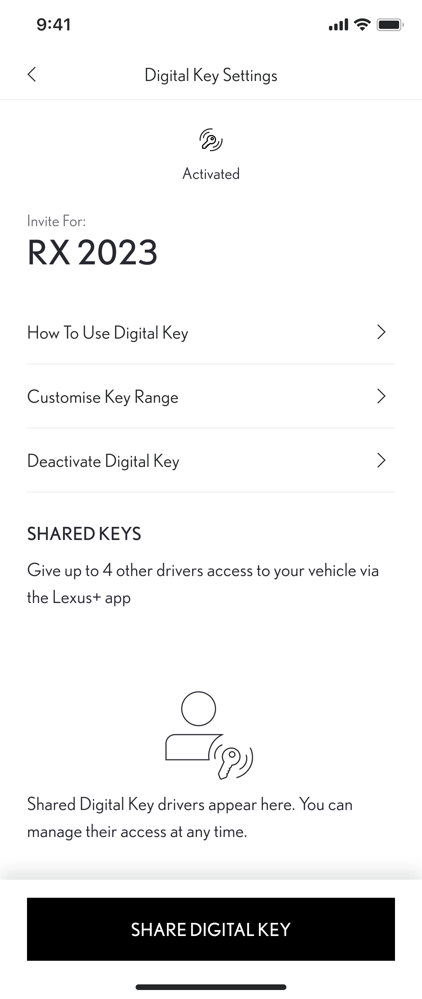 9:41
Digital Key Settings
Activated
Invite For:
RX 2023
How To Use Digital Key
Customise Key Range
Deactivate Digital Key
SHARED KEYS
Give up to 4 other drivers access to your vehicle via
the Lexus+ app
Shared Digital Key drivers appear here. You can
manage their access at any time.
SHARE DIGITAL KEY